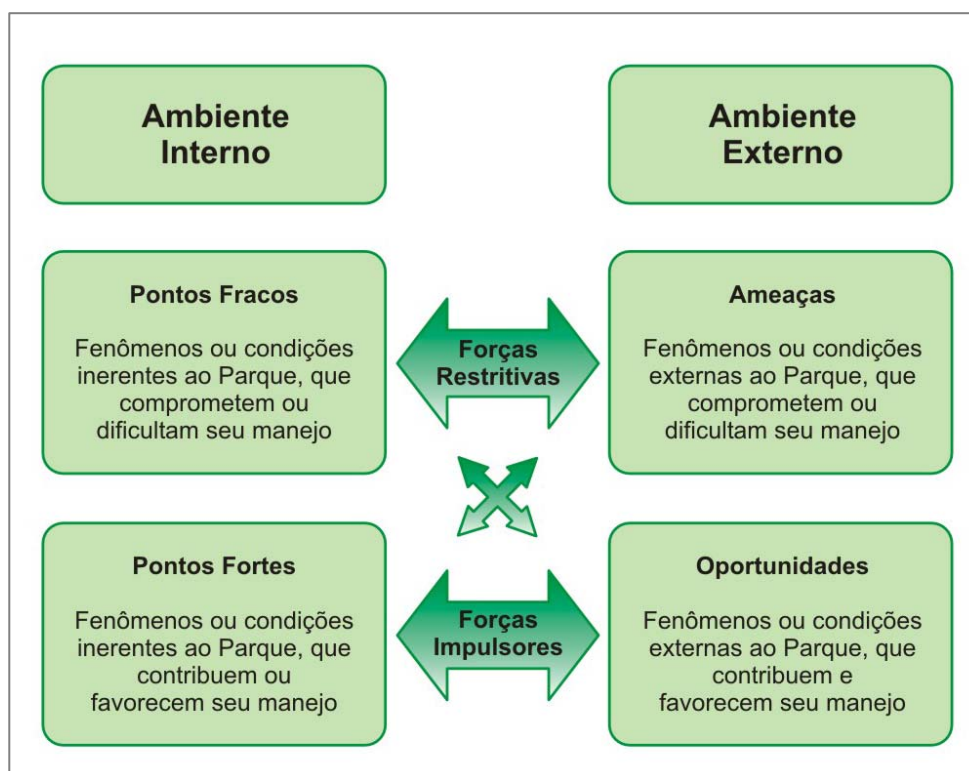 Ambiente
Interno
Ambiente
Externo
Pontos Fracos
Fenômenos ou condições
inerentes ao Parque, que
comprometem ou
dificultam seu manejo
Forças
Restritivas
Ameaças
Fenômenos ou condições
externas ao Parque, que
comprometem ou
dificultam seu manejo
Pontos Fortes
Fenômenos ou condições
inerentes ao Parque, que
contribuem ou
favorecem seu manejo
Forças
Impulsores
Oportunidades
Fenômenos ou condições
externas ao Parque, que
contribuem e
favorecem seu manejo